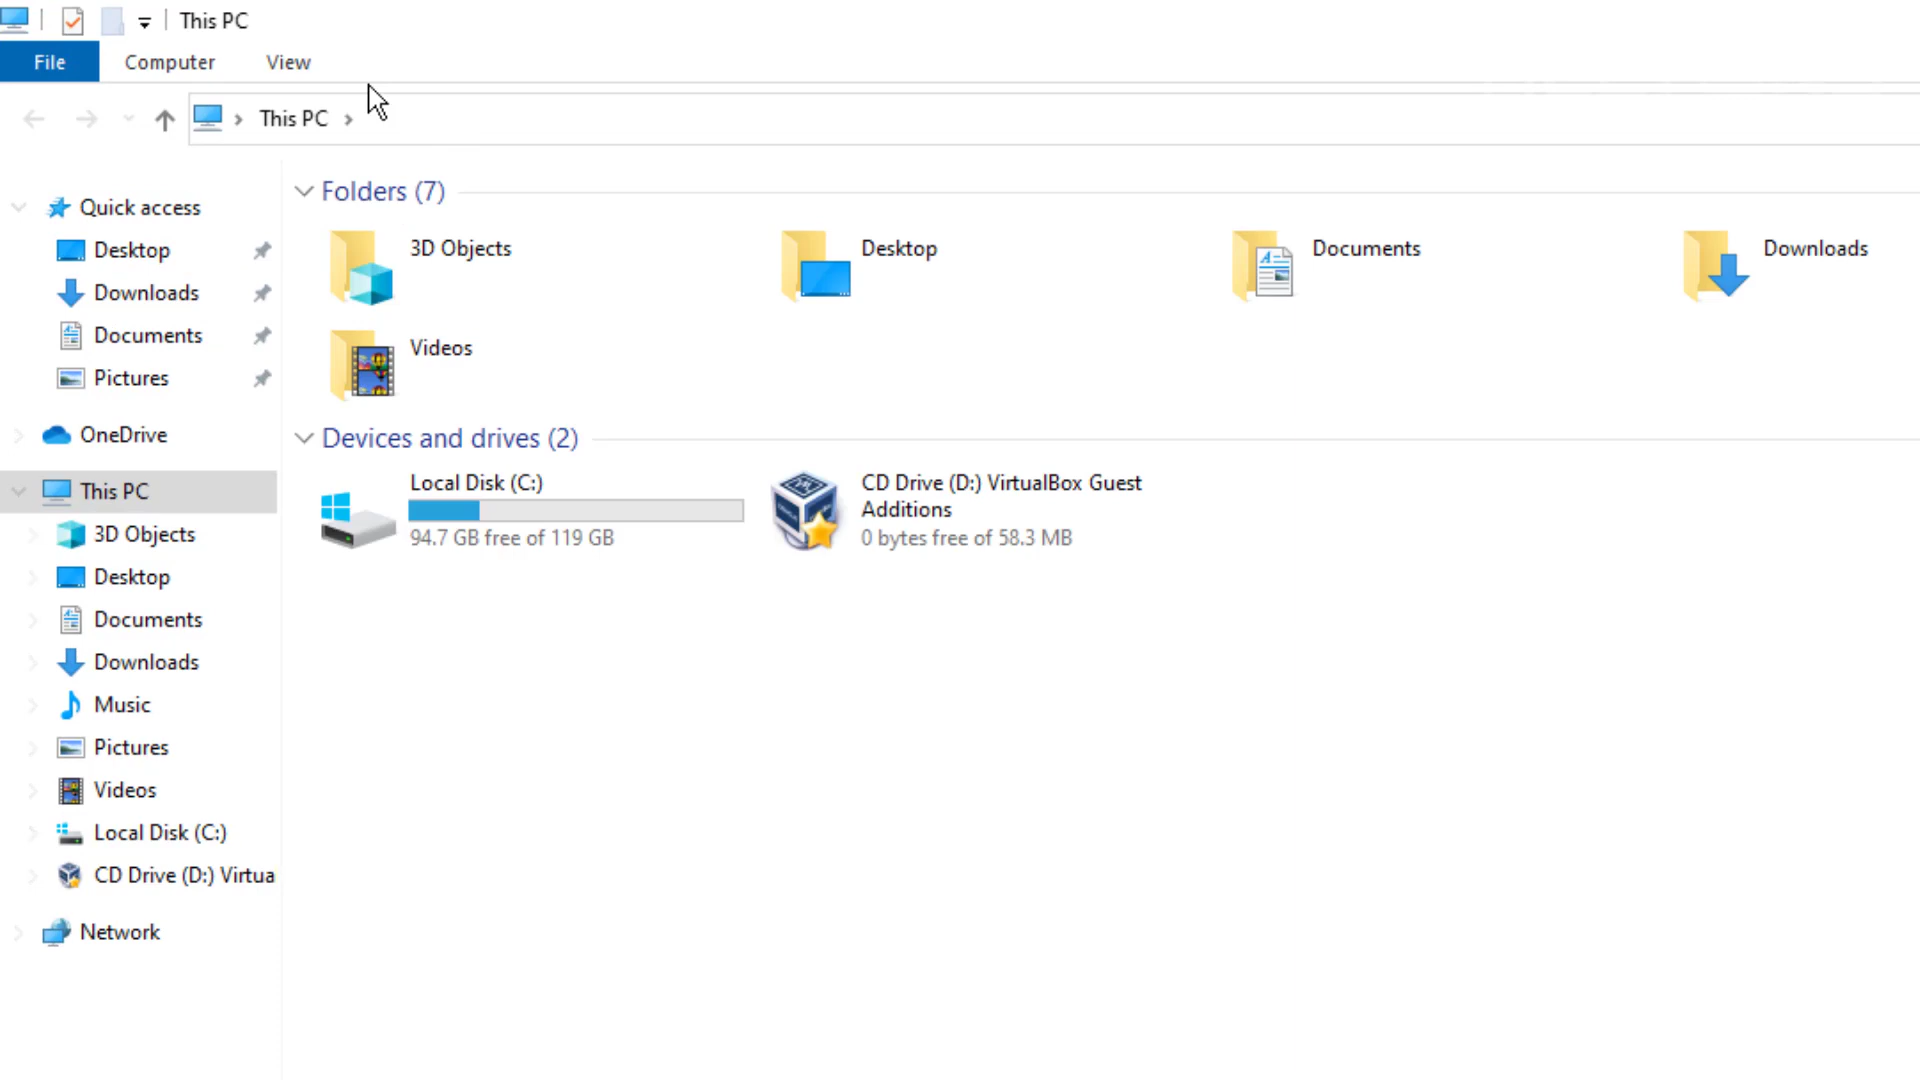 This PC
File Computer View
This PC
Quick access
Desktop
Downloads
Documents
Pictures
OneDrive
This PC
3D Objects
Desktop
Documents
Downloads
Music
Pictures
Videos
Local Disk (C:)
CD Drive (D:) Virtua
Network
Folders (7)
3D Objects
Desktop
Documents
Downloads
Videos
Devices and drives (2)
Local Disk (C:)
94.7 GB free of 119 GB
CD Drive (D:) VirtualBox Guest
Additions
0 bytes free of 58.3 MB